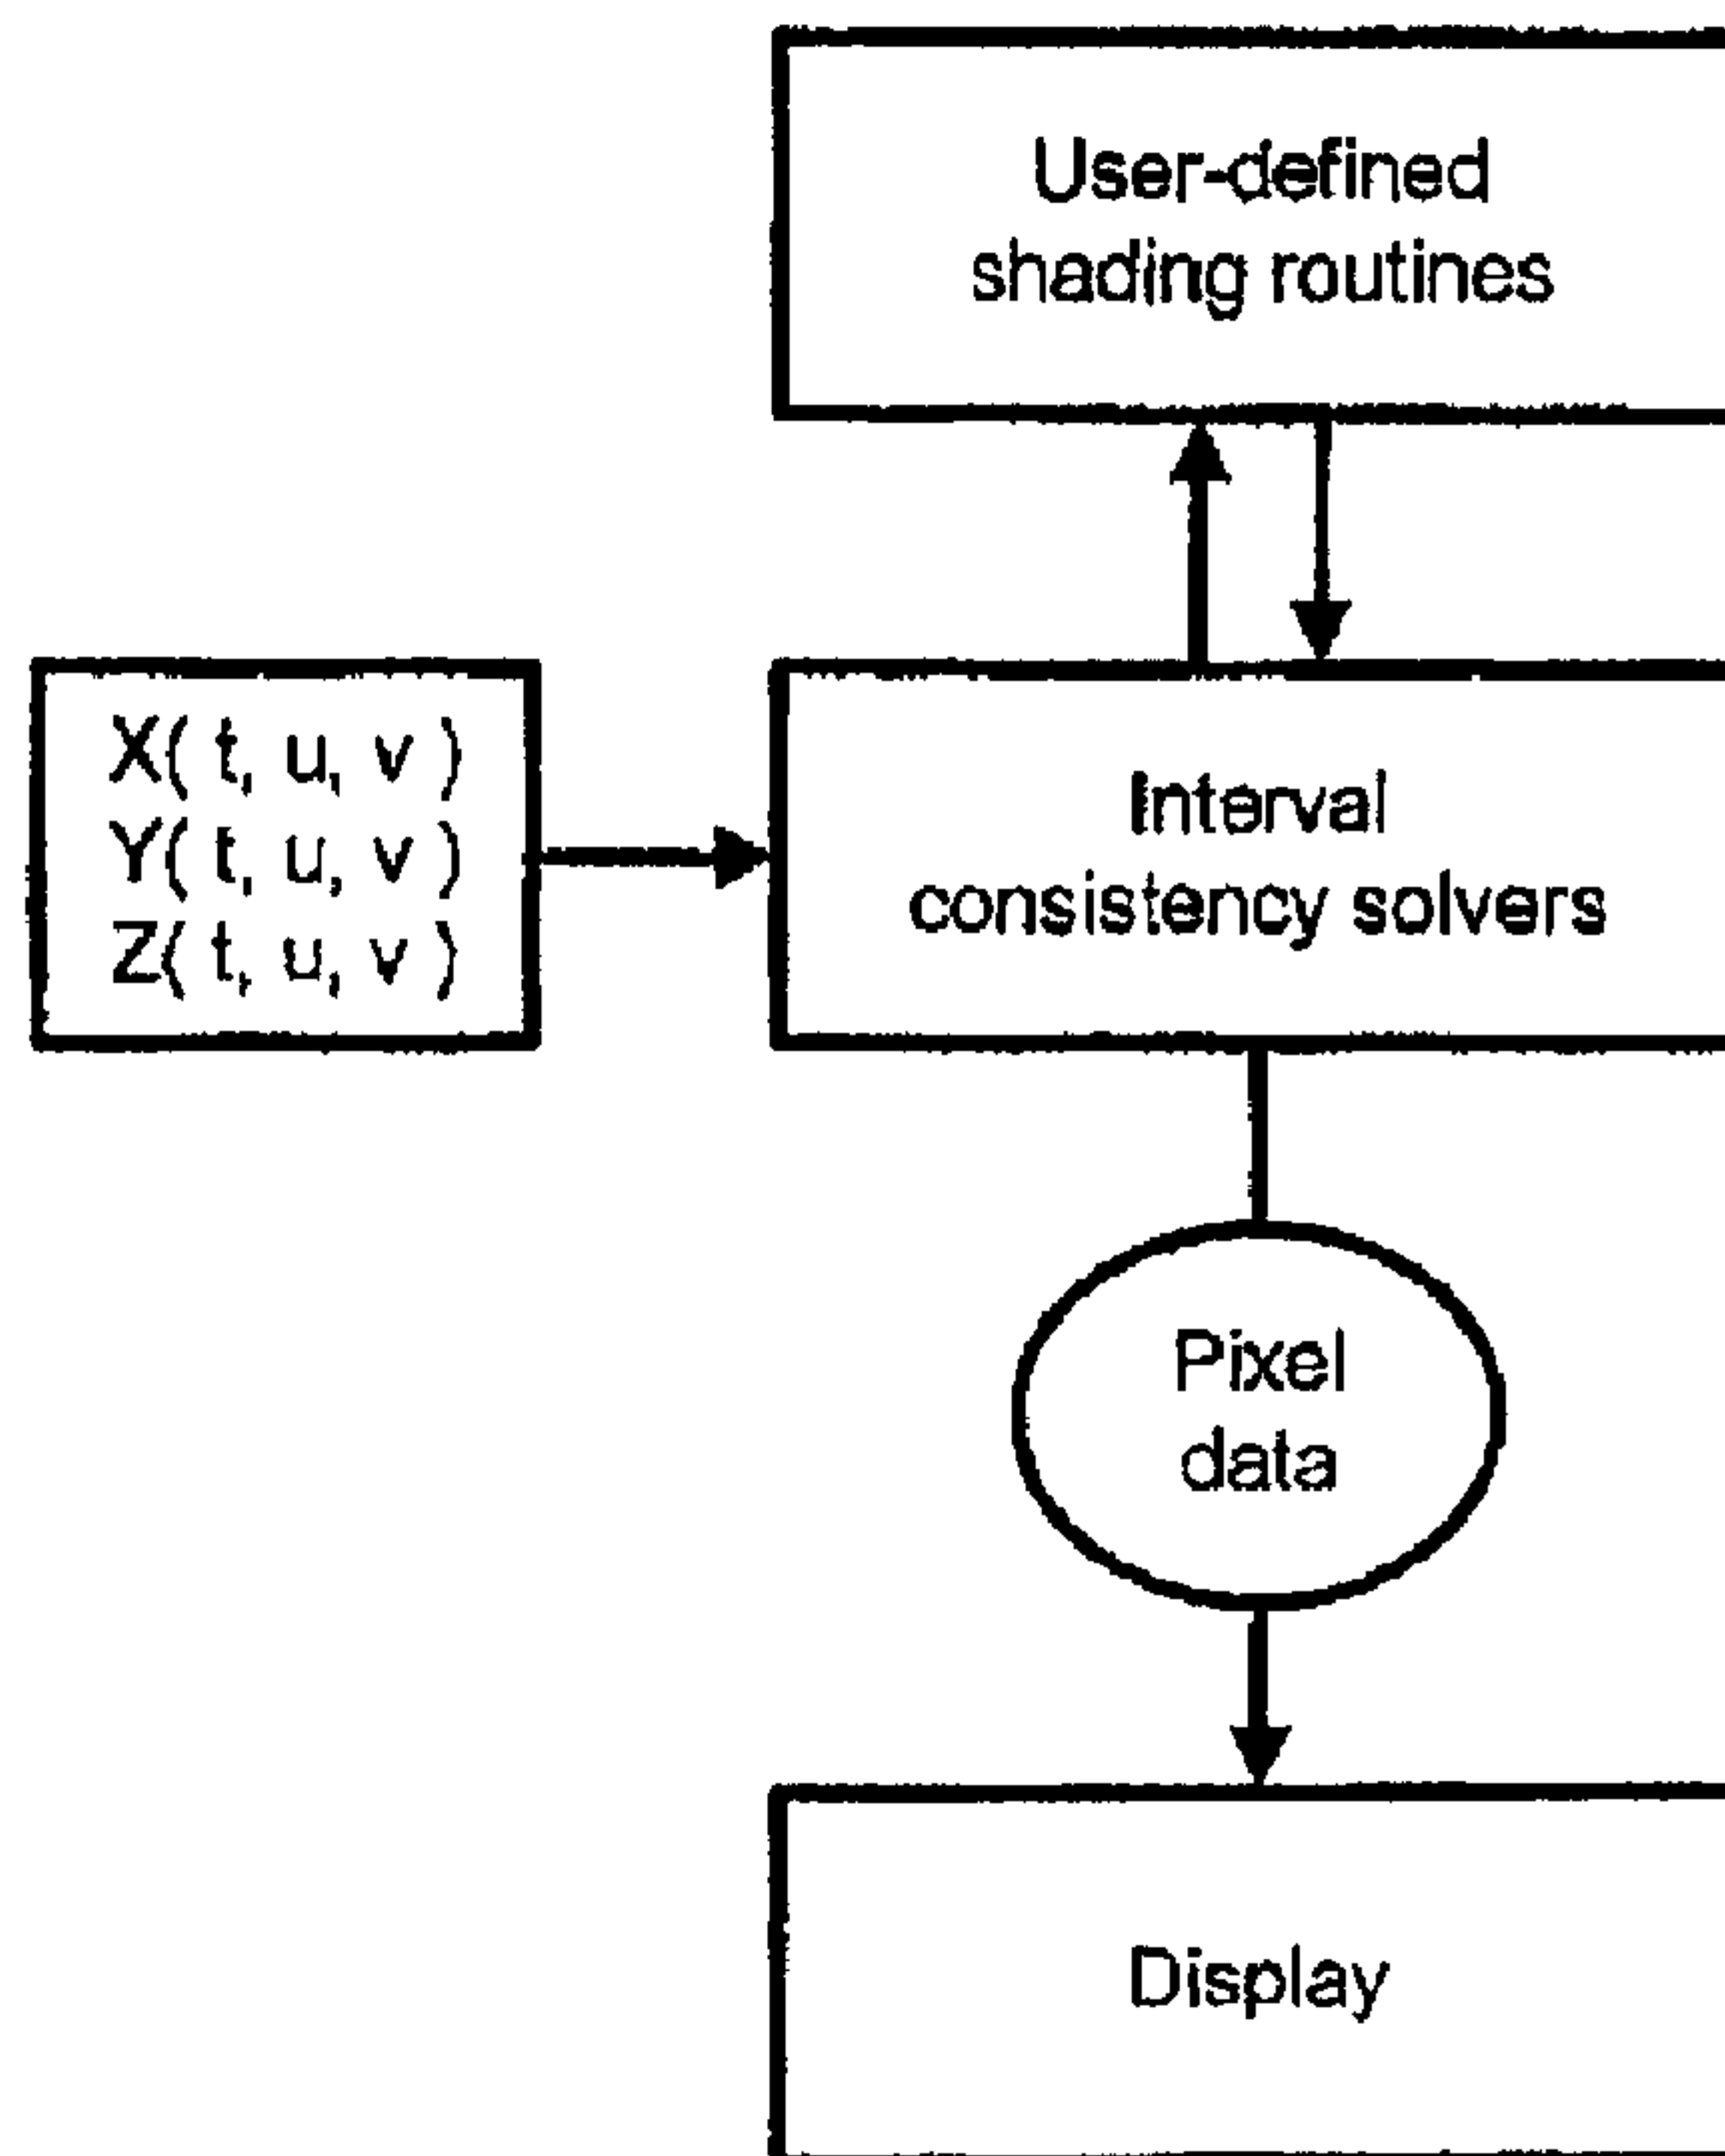 User-defined
shading routines
X( t, u, v )
Y( t, u, v )
Z( t, u, v )
Interval
consistency solvers
Pixel
data
Display